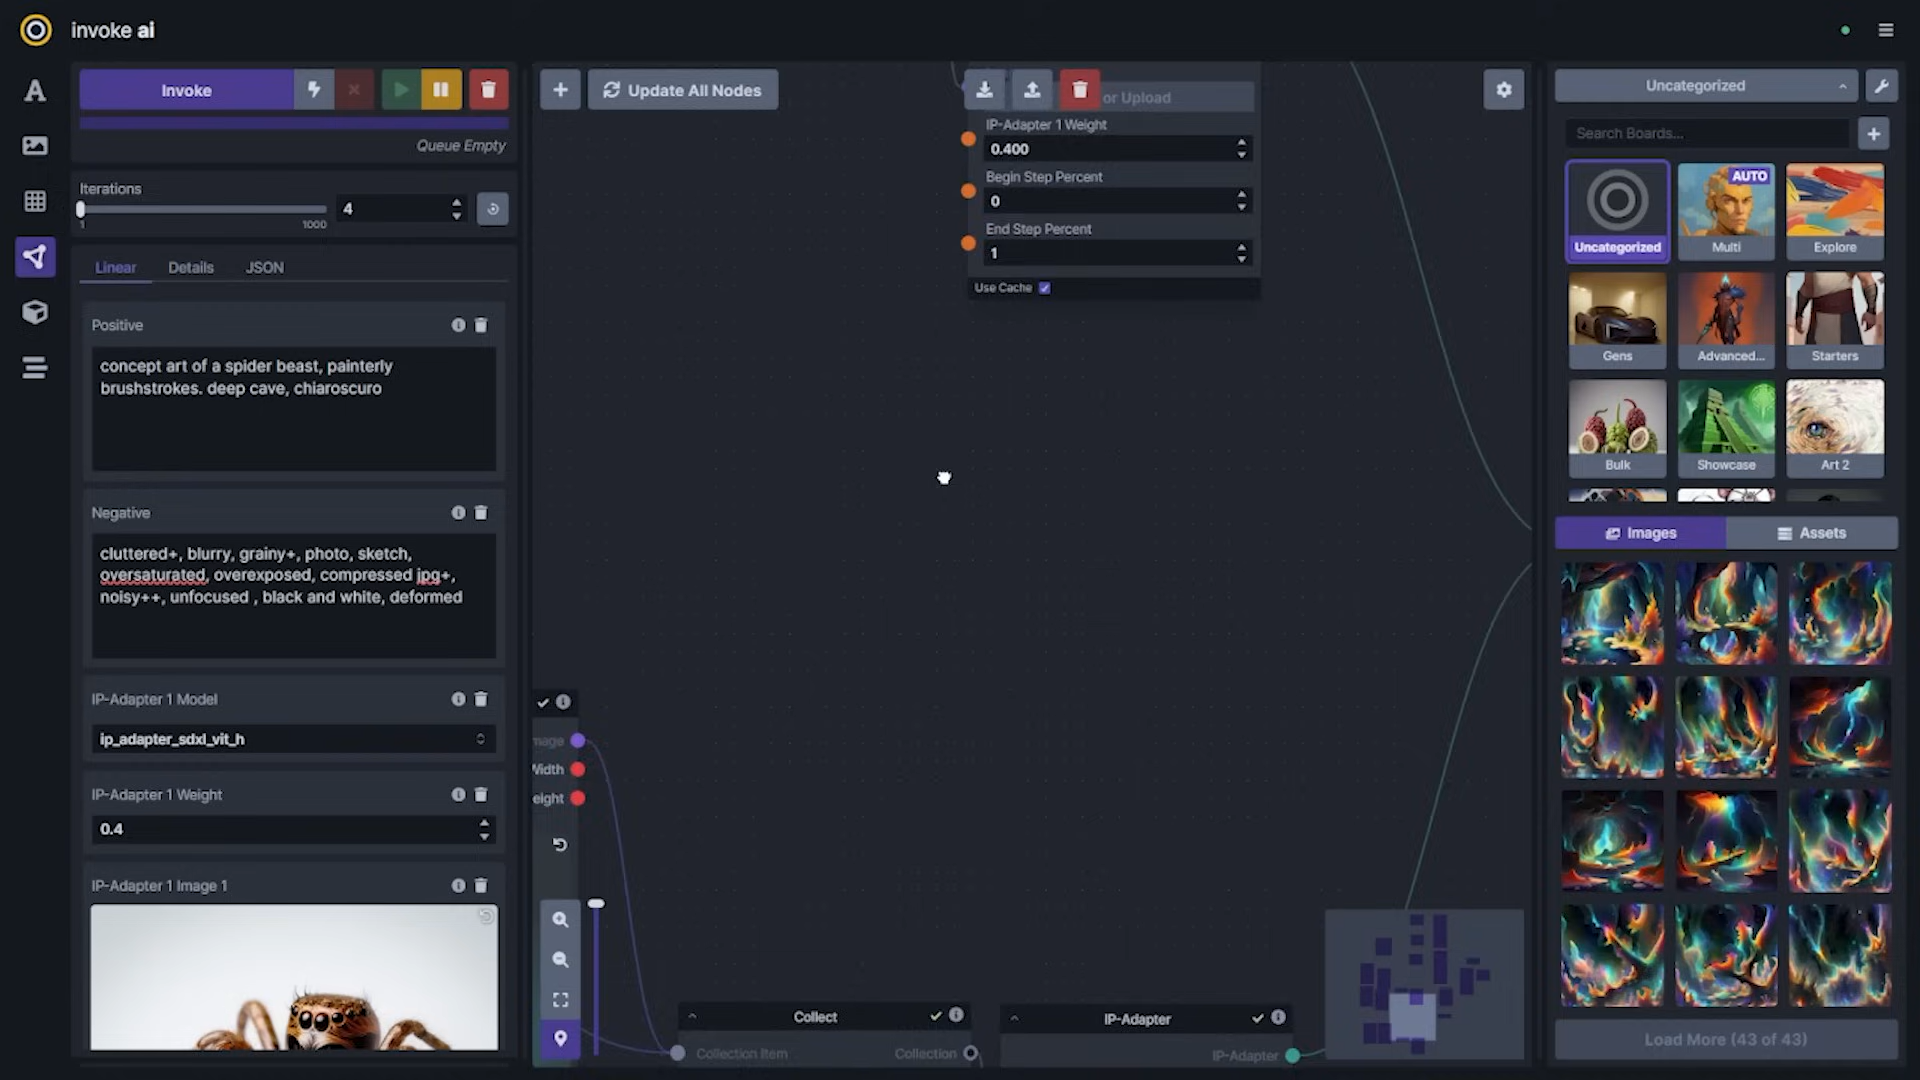 invoke ai
Invoke
Queue Empty
Iterations
4
1
1000
Linear
Details
JSON
Positive
concept art of a spider beast, painterly
brushstrokes. deep cave, chiaroscuro
Negative
cluttered+, blurry, grainy+, photo, sketch,
oversaturated, overexposed, compressed jpg+,
noisy++, unfocused , black and white, deformed
IP-Adapter 1 Model
ip_adapter_sdxl_vit_h
IP-Adapter 1 Weight
0.4
IP-Adapter 1 Image 1
Update All Nodes
or Upload
IP-Adapter 1 Weight
0.400
Begin Step Percent
0
End Step Percent
1
Use Cache
mage
Width
eight
Collect
Collection Item
Collection
IP-Adapter
IP-Adapter
Uncategorized
Search Boards...
Uncategorized
AUTO
Multi
Explore
Gens
Advanced...
Starters
Bulk
Showcase
Art 2
Images
Assets
Load More (43 of 43)